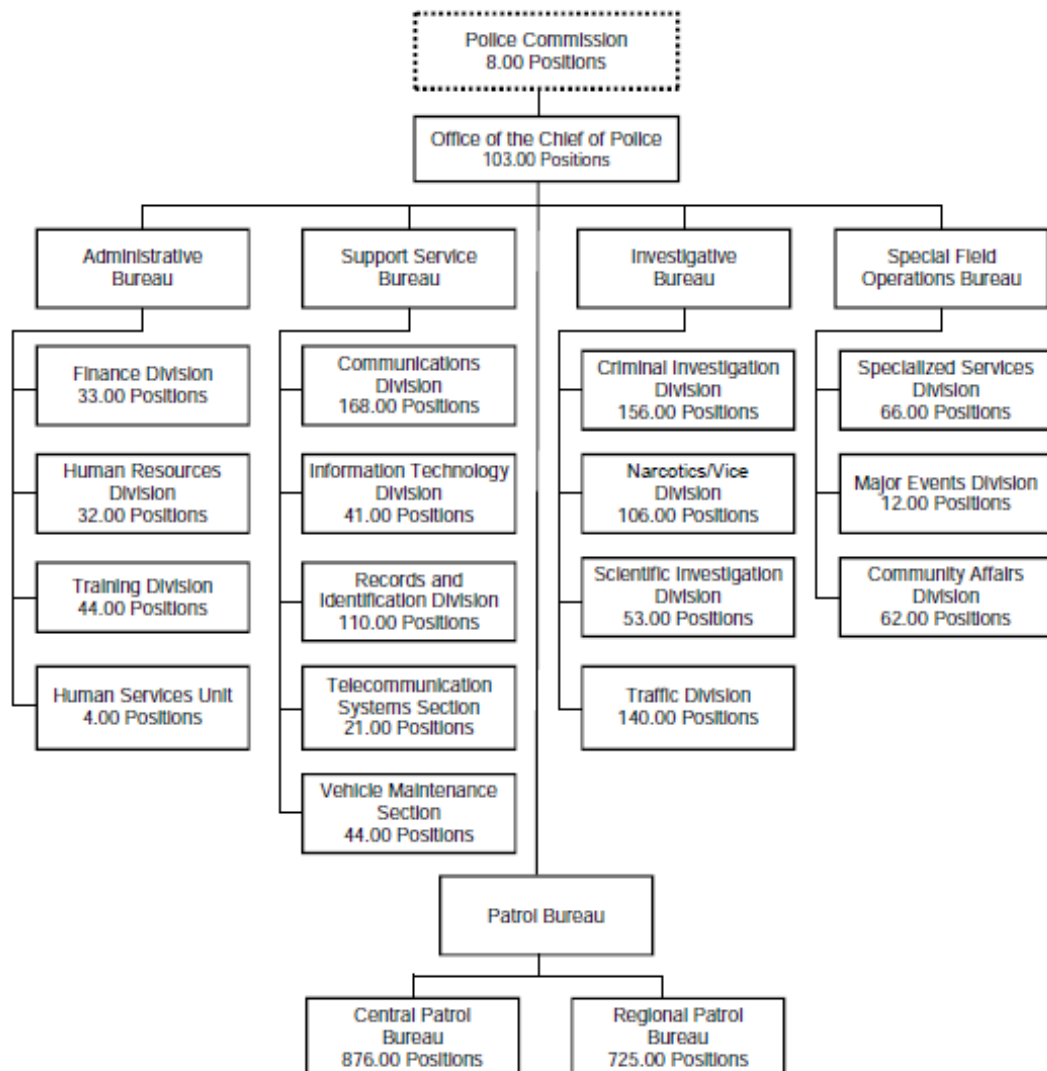 Police Commission
8.00 Positions
Office of the Chief of Police
103.00 Positions
Administrative
Bureau
Support Service
Bureau
Investigative
Bureau
Special Field
Operations Bureau
Finance Division
33.00 Positions
Human Resources
Division
32.00 Positions
Training Division
44.00 Positions
Human Services Unit
4.00 Positions
Communications
Division
168.00 Positions
Information Technology
Division
41.00 Positions
Records and
Identification Division
110.00 Positions
Telecommunication
Systems Section
21.00 Positions
Vehicle Maintenance
Section
44.00 Positions
Criminal Investigation
Division
156.00 Positions
Narcotics/Vice
Division
106.00 Positions
Scientific Investigation
Division
53.00 Positions
Traffic Division
140.00 Positions
Specialized Services
Division
66.00 Positions
Major Events Division
12.00 Positions
Community Affairs
Division
62.00 Positions
Patrol Bureau
Central Patrol
Bureau
876.00 Positions
Regional Patrol
Bureau
725.00 Positions